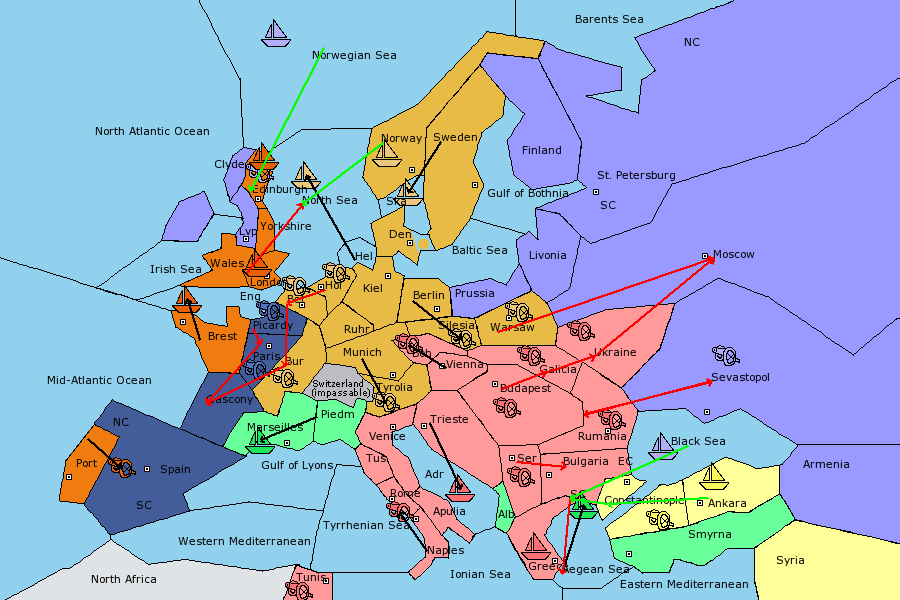 Barents Sea
NC
Norwegian Sea
North Atlantic Ocean
Norway
Sweden
Finland
Clyde
St. Petersburg
Edinburgh
North Sea
Ska
Gulf of Bothnia
SC
Yorkshire
Lvp
Den
Baltic Sea
Livonia
Moscow
Irish Sea
Wales
Hel
London
Hol
Kiel
Berlin
Prussia
Eng
Bel
Picardy
Ruhr
Silesia
Warsaw
Brest
Paris
Munich
Boh
Ukraine
Bur
Vienna
Galicia
Mid-Atlantic Ocean
Switzerland
(impassable)
Tyrolia
Budapest
Sevastopol
Gascony
NC
Marseilles
Piedm
Trieste
Venice
Rumania
Black Sea
Port
Spain
Gulf of Lyons
Tus
Ser
Bulgaria
EC
Armenia
Adr
SC
Rome
SC
Constantinople
Ankara
Apulia
Alb
Tyrrhenian Sea
Smyrna
Western Mediterranean
Naples
Syria
North Africa
Tunis
Ionian Sea
Greece
Aegean Sea
Eastern Mediterranean